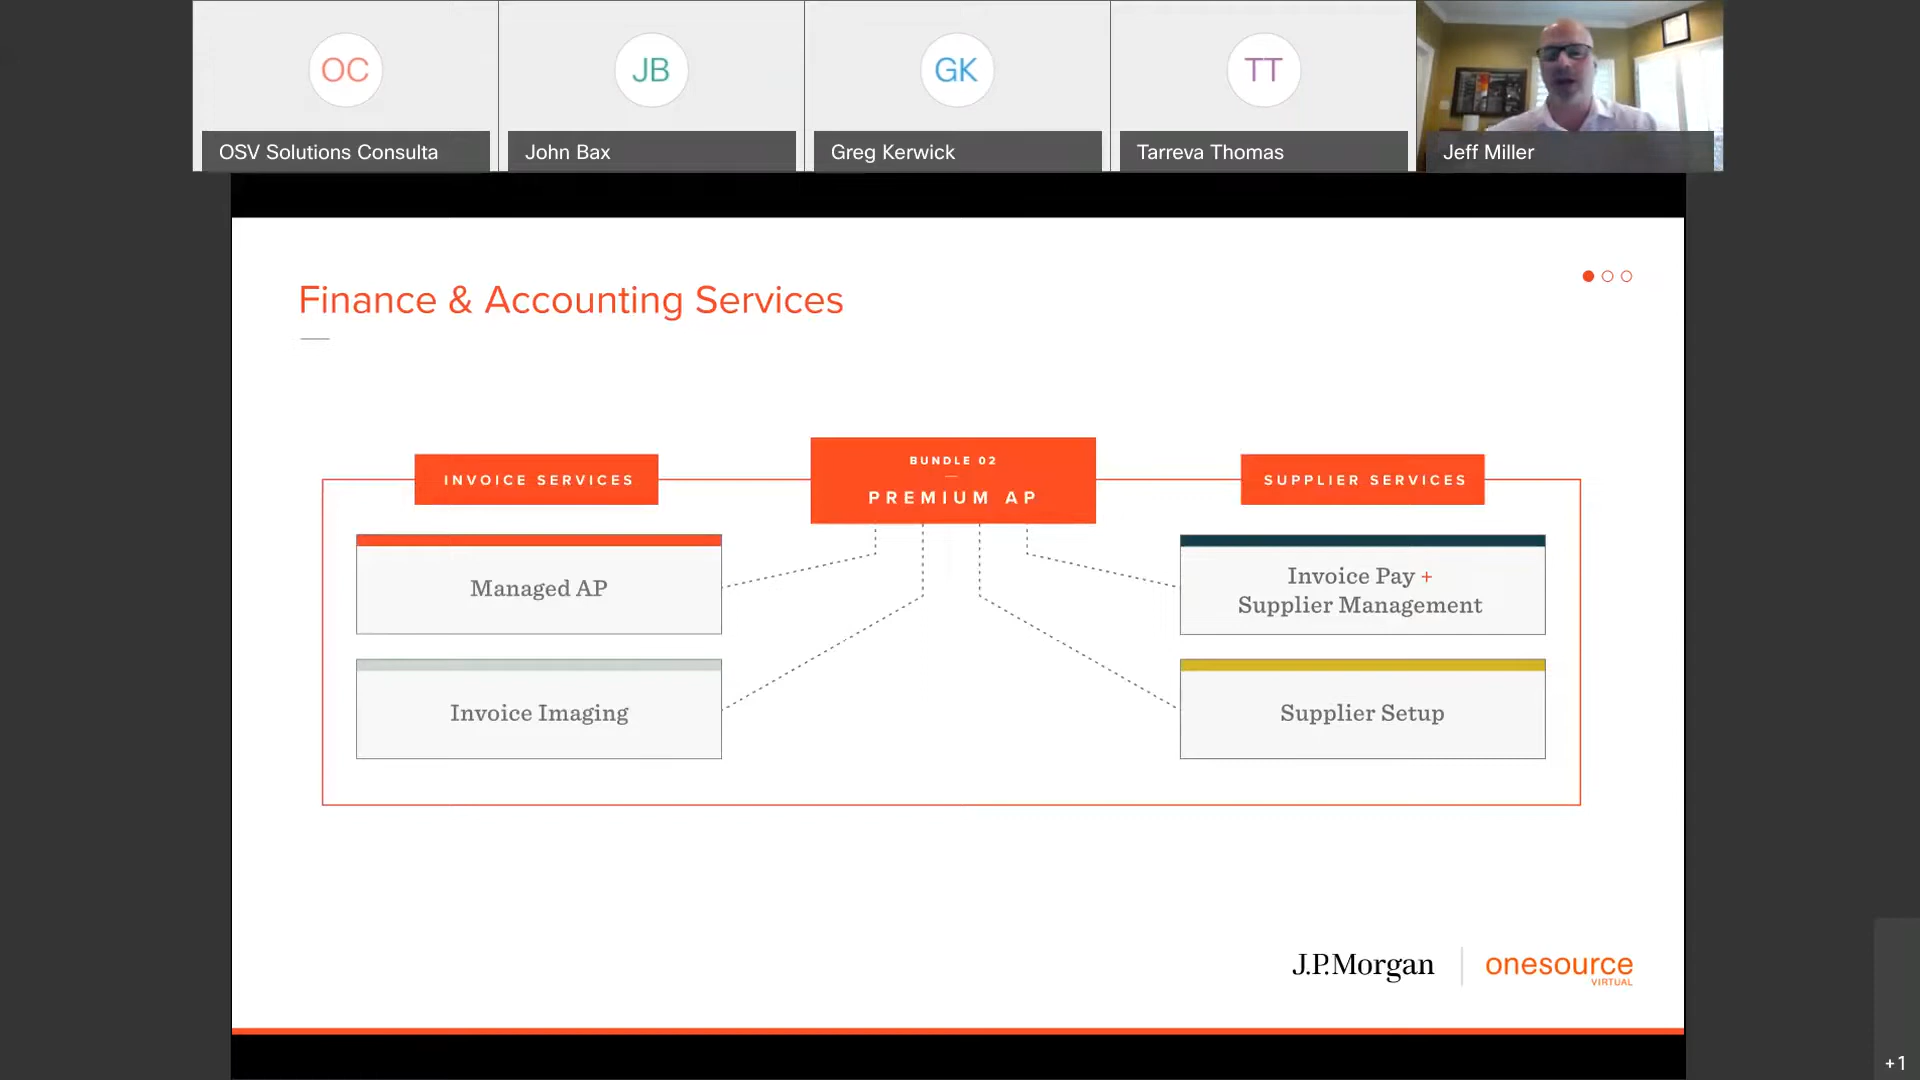 OC
JB
GK
TT
OSV Solutions Consulta
John Bax
Greg Kerwick
Tarreva Thomas
Jeff Miller
Finance & Accounting Services
INVOICE SERVICES
BUNDLE 02
PREMIUM AP
SUPPLIER SERVICES
Managed AP
Invoice Pay +
Supplier Management
Invoice Imaging
Supplier Setup
J.P.Morgan
onesource
VIRTUAL
+1